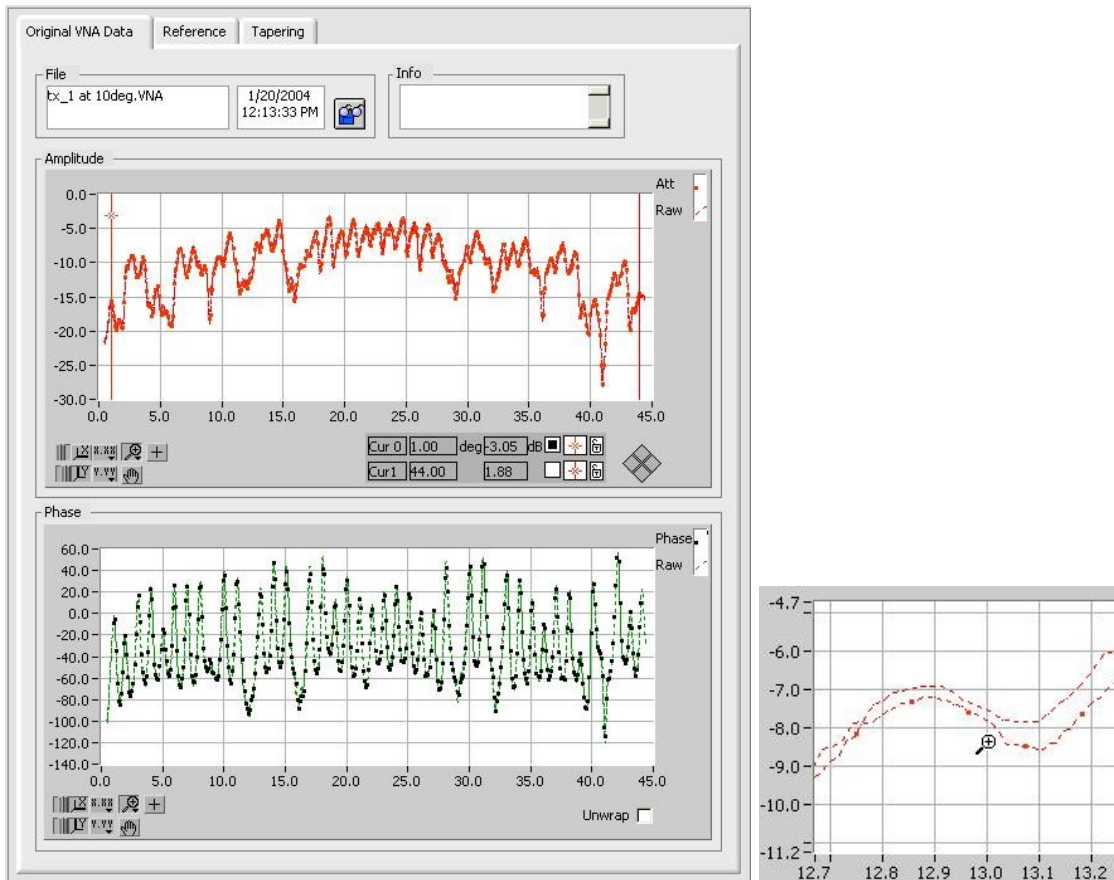 Original VNA Data Reference Tapering
File
tx_1 at 10deg.VNA
1/20/2004
12:13:33 PM
Info
Amplitude
0.0
-5.0
-10.0
-15.0
-20.0
-25.0
-30.0
0.0 5.0 10.0 15.0 20.0 25.0 30.0 35.0 40.0 45.0
Att
Raw
X X.XX
Y Y.YY
Cur 0 1.00 deg -3.05 dB
Cur1 44.00 1.88
Phase
60.0
40.0
20.0
0.0
-20.0
-40.0
-60.0
-80.0
-100.0
-120.0
-140.0
0.0 5.0 10.0 15.0 20.0 25.0 30.0 35.0 40.0 45.0
Phase
Raw
X X.XX
Y Y.YY
Unwrap
-4.7
-6.0
-7.0
-8.0
-9.0
-10.0
-11.2
12.7 12.8 12.9 13.0 13.1 13.2